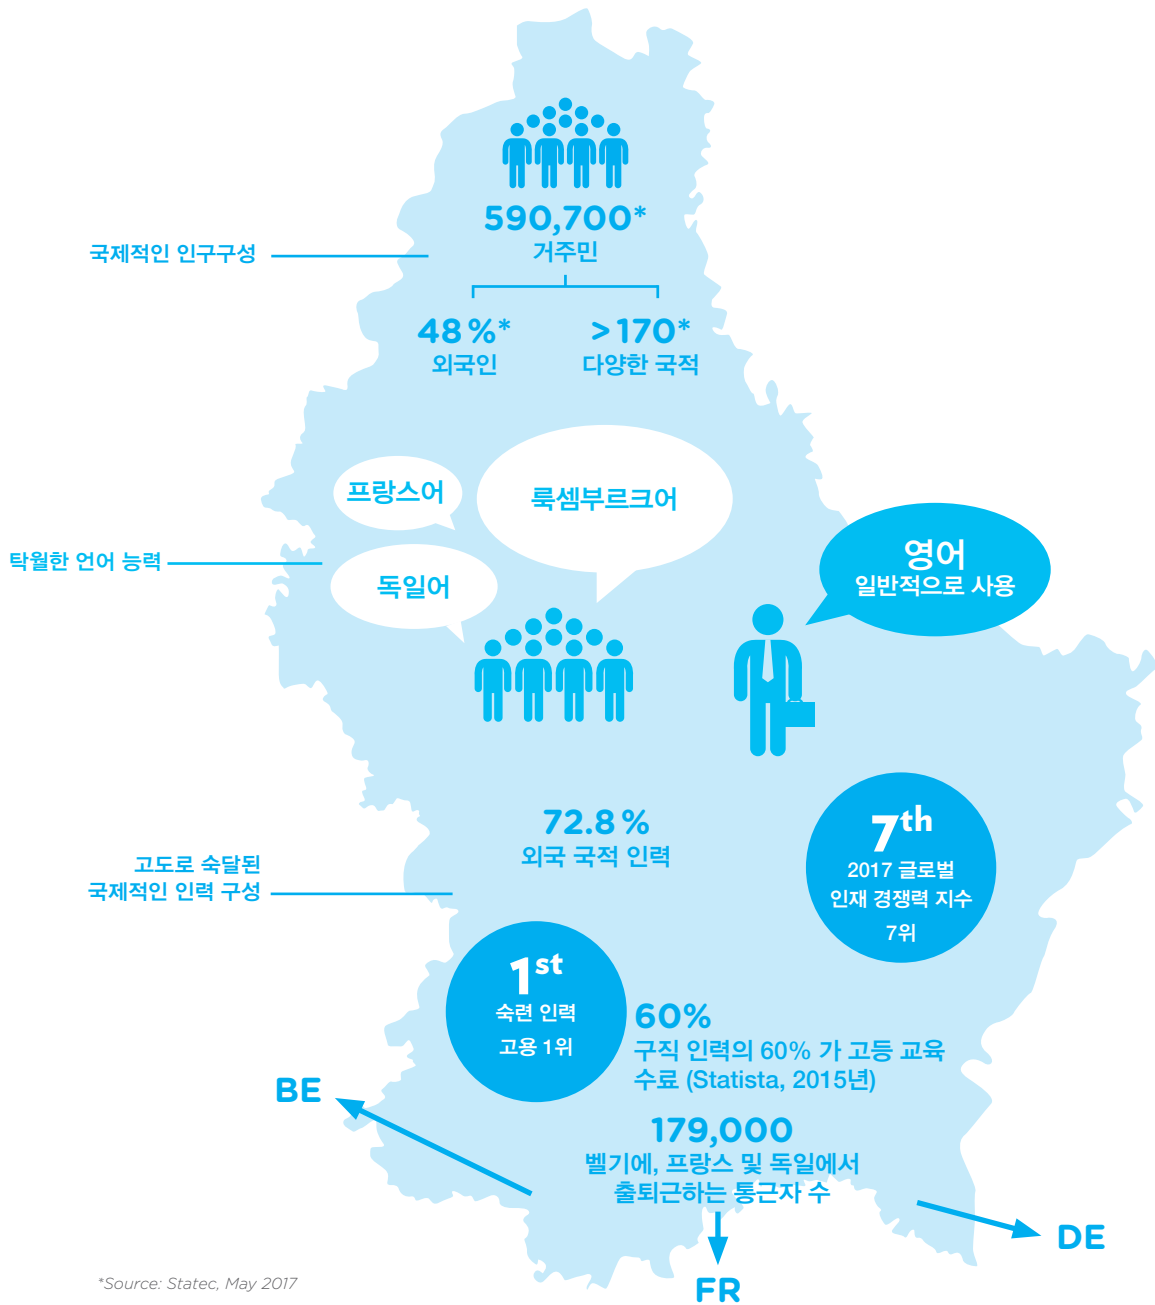 590,700*
거주민
국제적인 인구구성
48%*
외국인
>170*
다양한 국적
프랑스어
룩셈부르크어
독일어
탁월한 언어 능력
영어
일반적으로 사용
72.8%
외국 국적 인력
7th
2017 글로벌
인재 경쟁력 지수
7위
고도로 숙달된
국제적인 인력 구성
1st
숙련 인력
고용 1위
60%
구직 인력의 60% 가 고등 교육
수료 (Statista, 2015년)
BE
179,000
벨기에, 프랑스 및 독일에서
출퇴근하는 통근자 수
DE
FR
*Source: Statec, May 2017